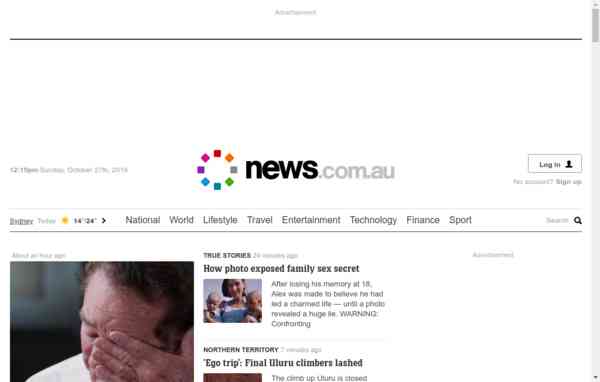 Advertisement
news.com.au
12:15pm Sunday, October 27th, 2019
Log in
No account? Sign up
Sydney Today 14°/24°
National World Lifestyle Travel Entertainment Technology Finance Sport
Search
About an hour ago
TRUE STORIES 24 minutes ago
How photo exposed family sex secret
After losing his memory at 18,
Alex was made to believe he had
led a charmed life — until a photo
revealed a huge lie. WARNING:
Confronting
NORTHERN TERRITORY 7 minutes ago
'Ego trip': Final Uluru climbers lashed
The climb up Uluru is closed
Advertisement